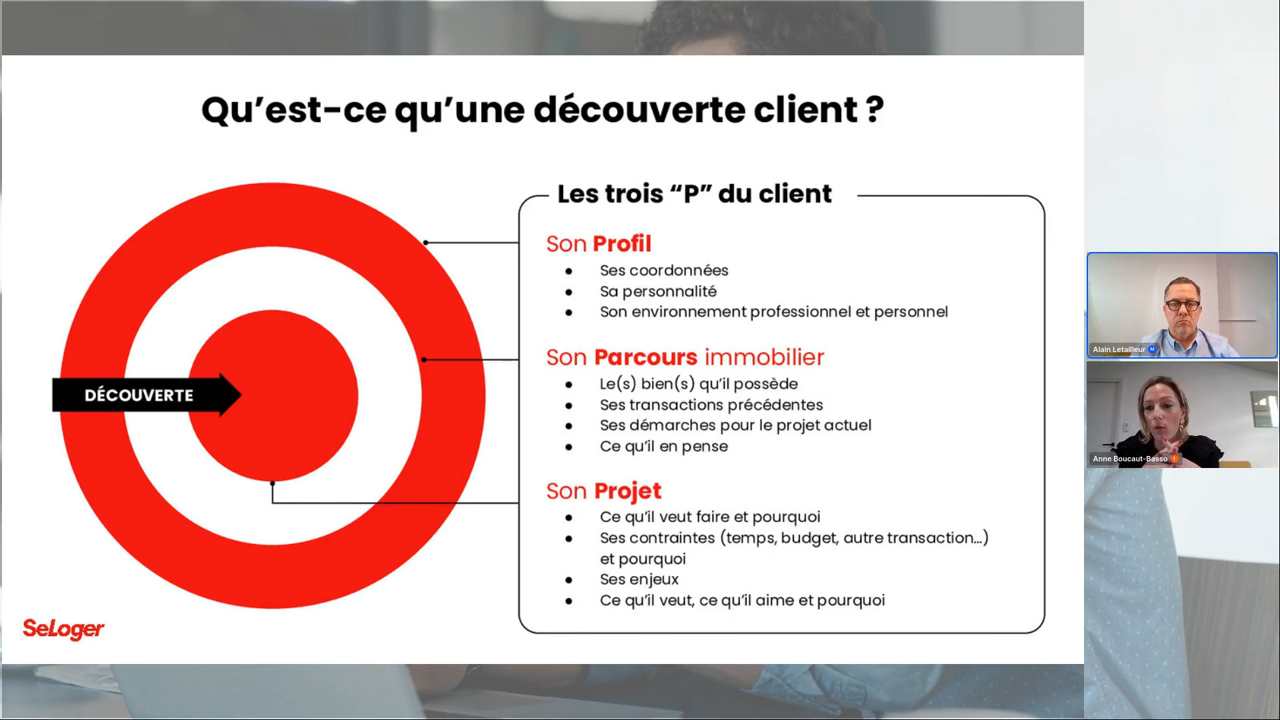 Qu’est-ce qu’une découverte client ?
Les trois “P” du client
Son Profil
● Ses coordonnées
● Sa personnalité
● Son environnement professionnel et personnel
Son Parcours immobilier
● Le(s) bien(s) qu’il possède
● Ses transactions précédentes
● Ses démarches pour le projet actuel
● Ce qu’il en pense
Son Projet
● Ce qu’il veut faire et pourquoi
● Ses contraintes (temps, budget, autre transaction…)
et pourquoi
● Ses enjeux
● Ce qu’il veut, ce qu’il aime et pourquoi
DÉCOUVERTE
SeLoger
Alain Letailleur
Anne Boucaut-Basso